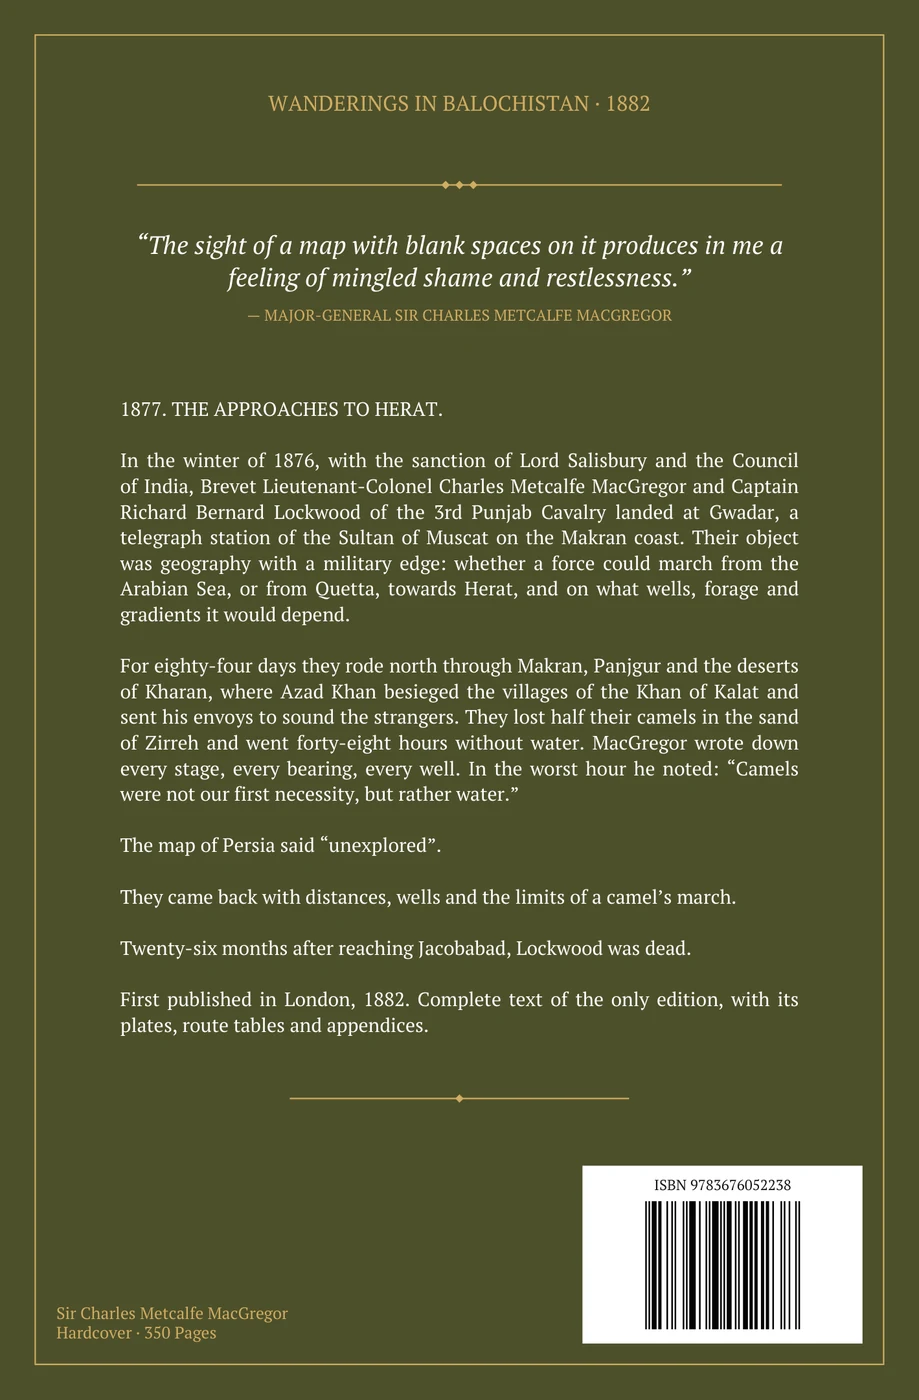 WANDERINGS IN BALOCHISTAN · 1882
“The sight of a map with blank spaces on it produces in me a
feeling of mingled shame and restlessness.”
— MAJOR-GENERAL SIR CHARLES METCALFE MACGREGOR
1877. THE APPROACHES TO HERAT.
In the winter of 1876, with the sanction of Lord Salisbury and the Council
of India, Brevet Lieutenant-Colonel Charles Metcalfe MacGregor and Captain
Richard Bernard Lockwood of the 3rd Punjab Cavalry landed at Gwadar, a
telegraph station of the Sultan of Muscat on the Makran coast. Their object
was geography with a military edge: whether a force could march from the
Arabian Sea, or from Quetta, towards Herat, and on what wells, forage and
gradients it would depend.
For eighty-four days they rode north through Makran, Panjgur and the deserts
of Kharan, where Azad Khan besieged the villages of the Khan of Kalat and
sent his envoys to sound the strangers. They lost half their camels in the sand
of Zirreh and went forty-eight hours without water. MacGregor wrote down
every stage, every bearing, every well. In the worst hour he noted: “Camels
were not our first necessity, but rather water.”
The map of Persia said “unexplored”.
They came back with distances, wells and the limits of a camel’s march.
Twenty-six months after reaching Jacobabad, Lockwood was dead.
First published in London, 1882. Complete text of the only edition, with its
plates, route tables and appendices.
ISBN 9783676052238
Sir Charles Metcalfe MacGregor
Hardcover · 350 Pages